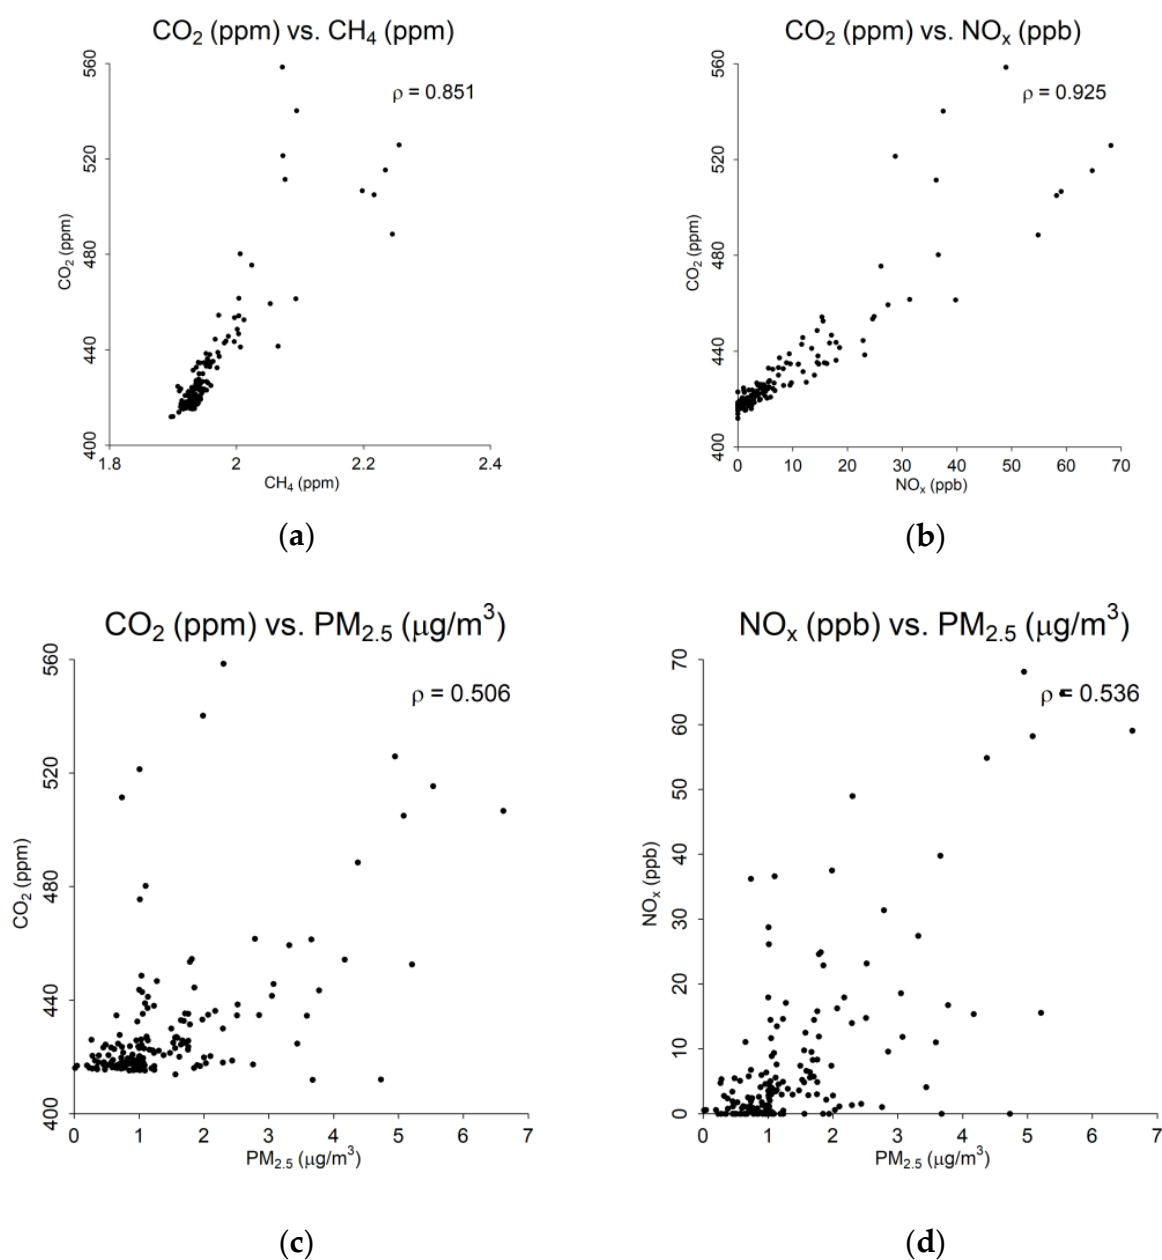 CO₂ (ppm) vs. CH₄ (ppm)
ρ = 0.851
560
520
480
440
400
CO₂ (ppm)
1.8 2 2.2 2.4
CH₄ (ppm)
(a)
CO₂ (ppm) vs. NOₓ (ppb)
ρ = 0.925
560
520
480
440
400
CO₂ (ppm)
0 10 20 30 40 50 60 70
NOₓ (ppb)
(b)
CO₂ (ppm) vs. PM₂.₅ (μg/m³)
ρ = 0.506
560
520
480
440
400
CO₂ (ppm)
0 1 2 3 4 5 6 7
PM₂.₅ (μg/m³)
(c)
NOₓ (ppb) vs. PM₂.₅ (μg/m³)
ρ = 0.536
70
60
50
40
30
20
10
0
NOₓ (ppb)
0 1 2 3 4 5 6 7
PM₂.₅ (μg/m³)
(d)